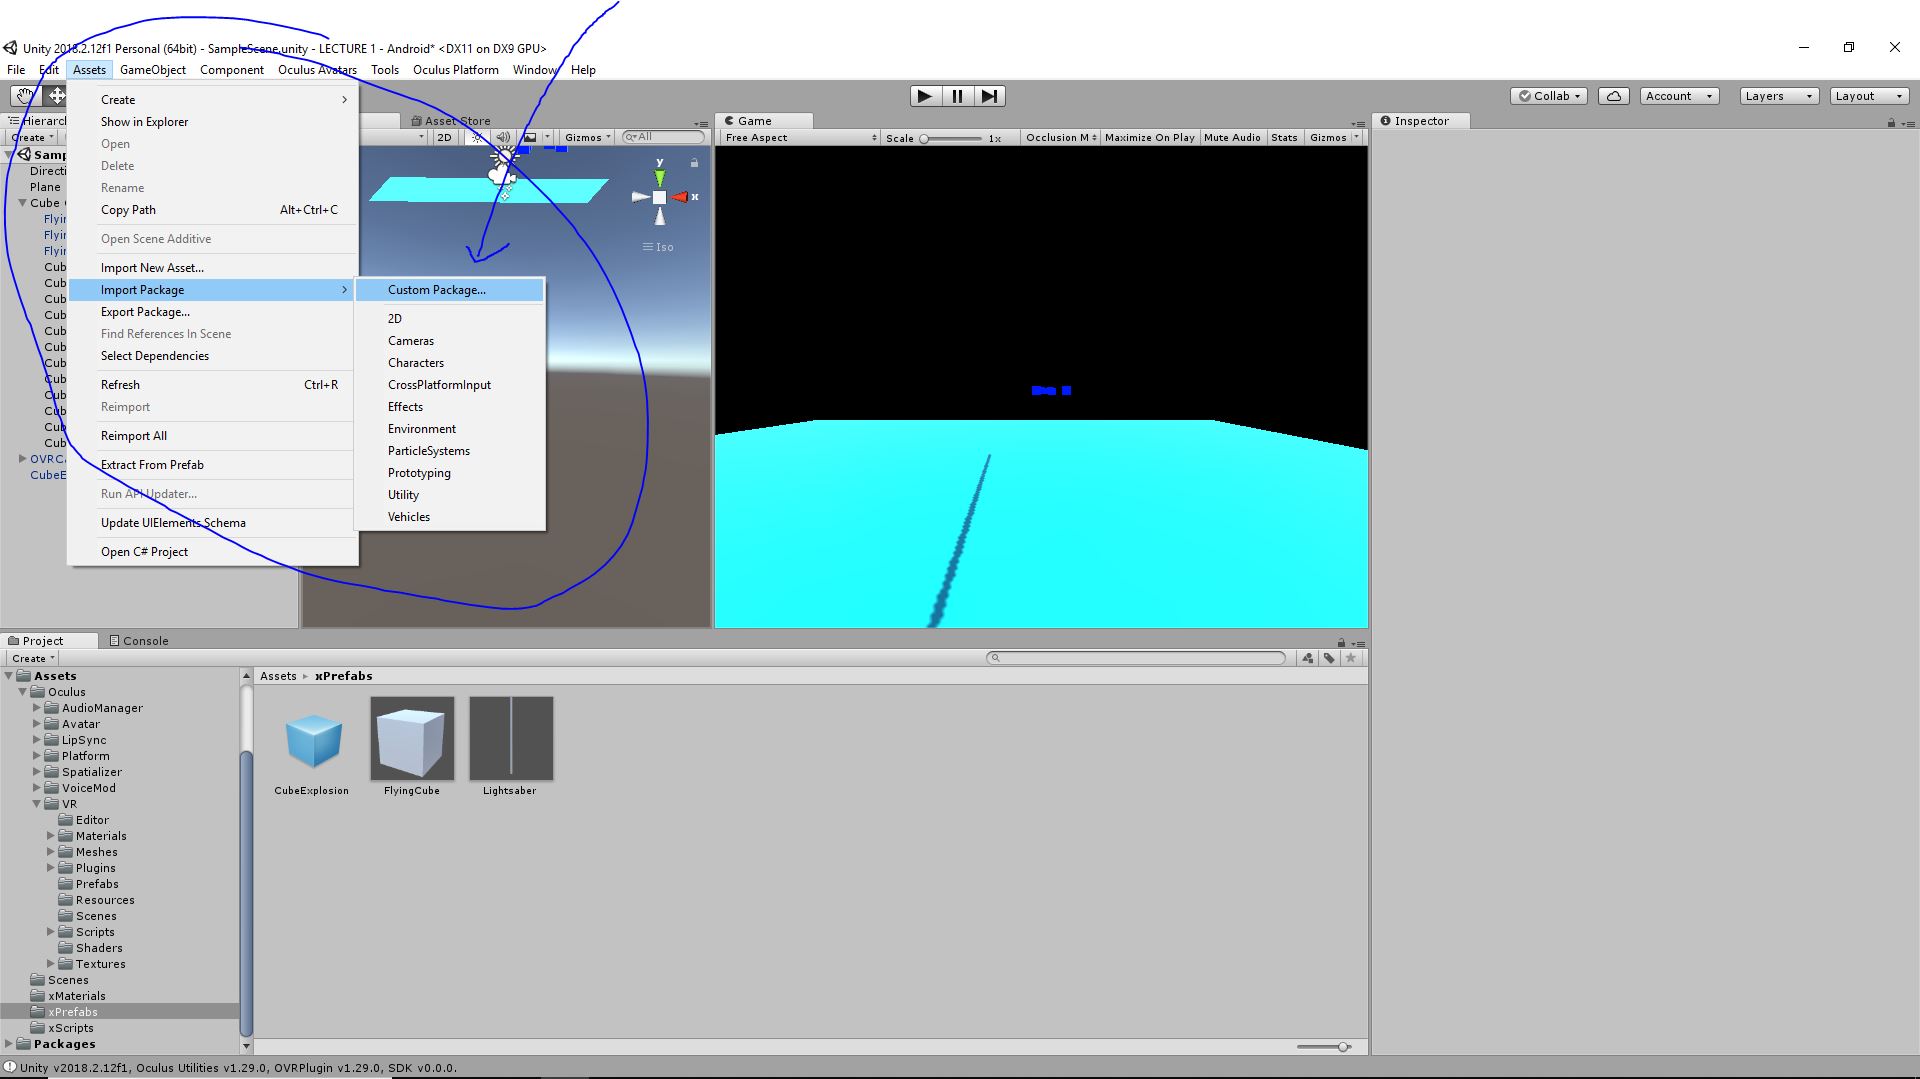 Unity 2018.2.12f1 Personal (64bit) - SampleScene.unity - LECTURE 1 - Android* <DX11 on DX9 GPU>
File Edit Assets GameObject Component Oculus Avatars Tools Oculus Platform Window Help
Collab Account Layers Layout
Hierarc
Create
Samp
Directi
Plane
Cube
Flyin
Flyin
Flyin
Cub
Cub
Cub
Cub
Cub
Cub
Cub
Cub
Cub
Cub
Cub
Cub
OVRC
CubeE
Create
Show in Explorer
Open
Delete
Rename
Copy Path Alt+Ctrl+C
Open Scene Additive
Import New Asset...
Import Package
Export Package...
Find References In Scene
Select Dependencies
Refresh Ctrl+R
Reimport
Reimport All
Extract From Prefab
Run API Updater...
Update UIElements Schema
Open C# Project
Custom Package...
2D
Cameras
Characters
CrossPlatformInput
Effects
Environment
ParticleSystems
Prototyping
Utility
Vehicles
Asset Store
2D Gizmos All
y
x
Iso
Game
Free Aspect Scale 1x Occlusion M Maximize On Play Mute Audio Stats Gizmos
Inspector
Project Console
Create
Assets
Oculus
AudioManager
Avatar
LipSync
Platform
Spatializer
VoiceMod
VR
Editor
Materials
Meshes
Plugins
Prefabs
Resources
Scenes
Scripts
Shaders
Textures
Scenes
xMaterials
xPrefabs
xScripts
Packages
Assets xPrefabs
CubeExplosion FlyingCube Lightsaber
Unity v2018.2.12f1, Oculus Utilities v1.29.0, OVRPlugin v1.29.0, SDK v0.0.0.